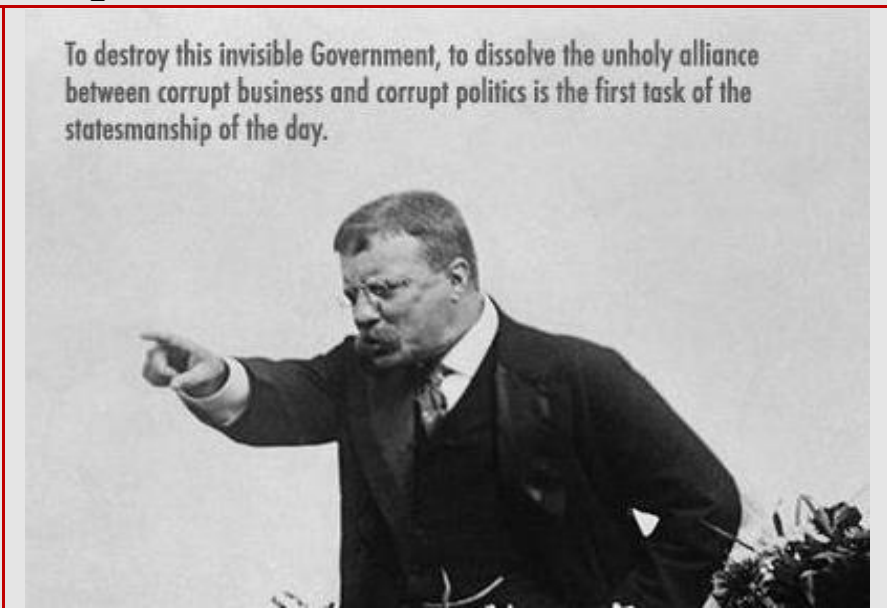 To destroy this invisible Government, to dissolve the unholy alliance
between corrupt business and corrupt politics is the first task of the
statesmanship of the day.